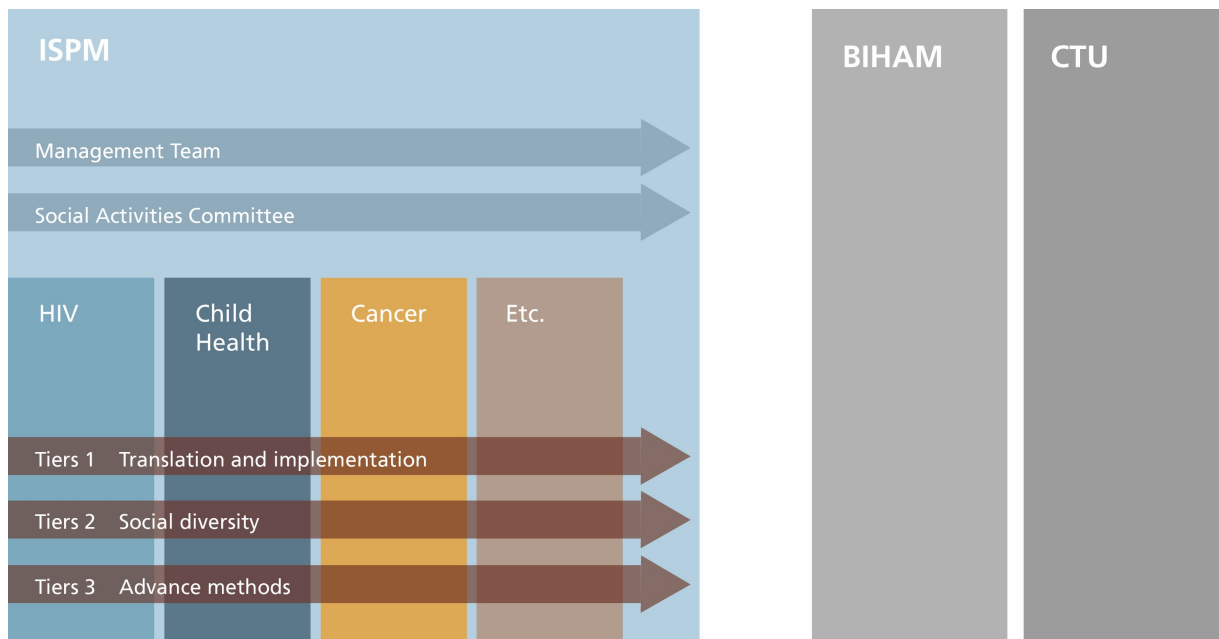 ISPM
BIHAM
CTU
Management Team
Social Activities Committee
HIV
Child
Health
Cancer
Etc.
Tiers 1 Translation and implementation
Tiers 2 Social diversity
Tiers 3 Advance methods